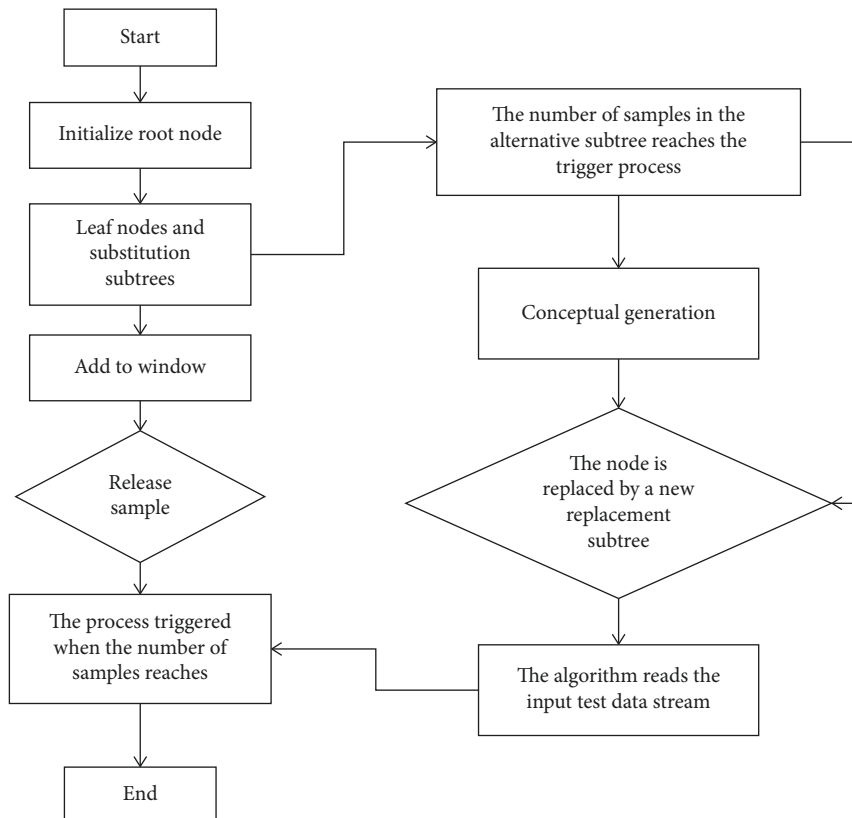 Start
Initialize root node
Leaf nodes and
substitution
subtrees
Add to window
Release
sample
The process triggered
when the number of
samples reaches
End
The number of samples in the
alternative subtree reaches the
trigger process
Conceptual generation
The node is
replaced by a new
replacement
subtree
The algorithm reads the
input test data stream